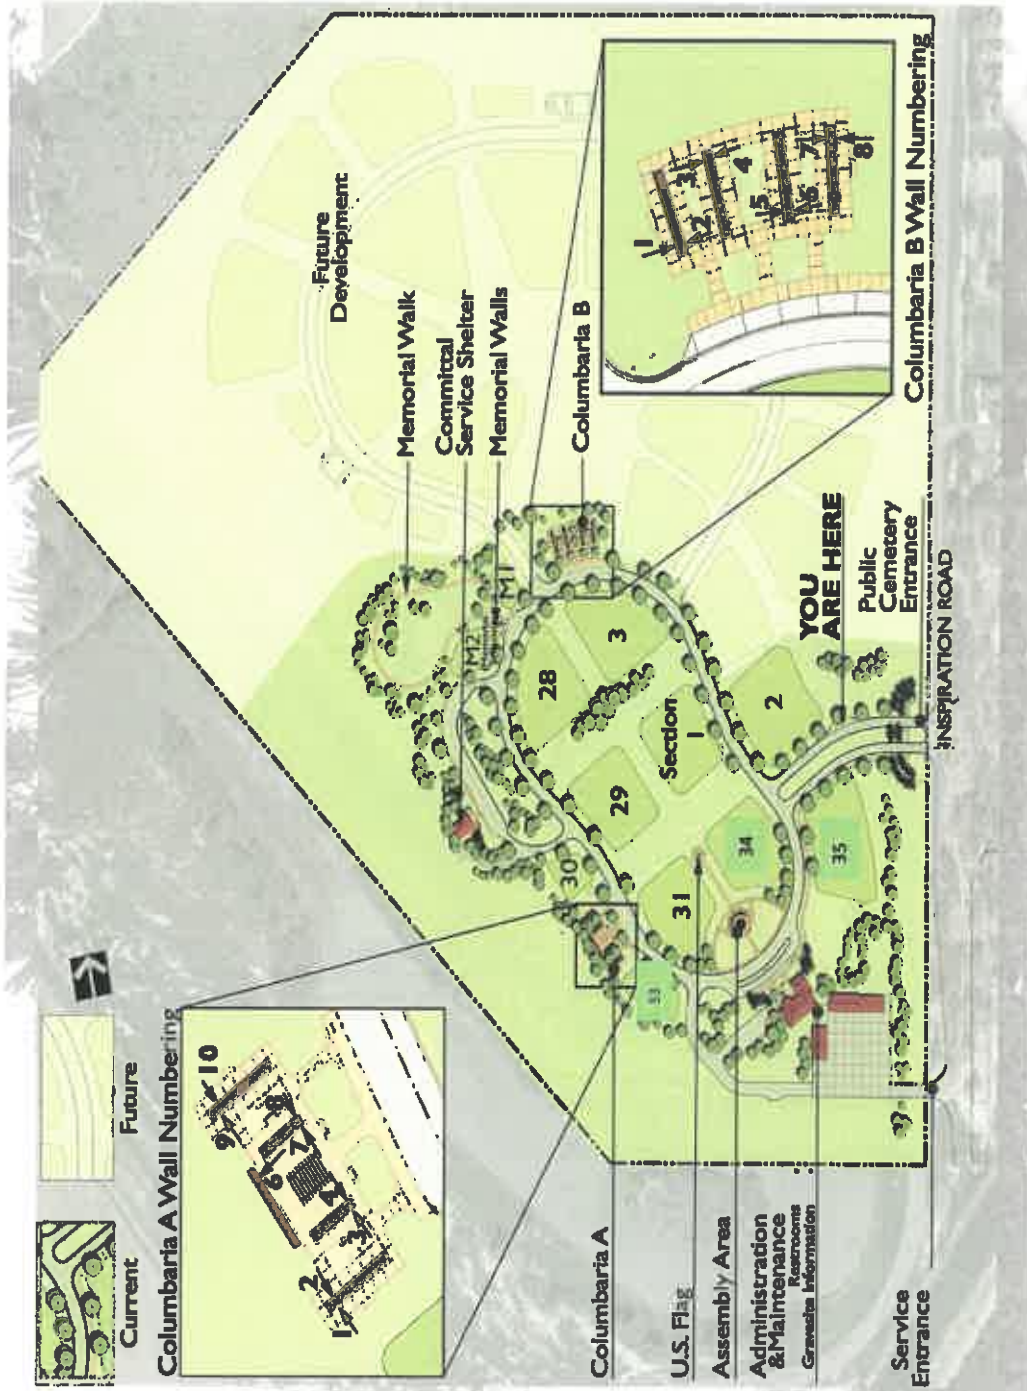 Current
Future
Columbaria A Wall Numbering
1
2
3
6
7
8
9
10
Future
Development
Memorial Walk
Committal
Service Shelter
Memorial Walls
Columbaria B
Columbaria B Wall Numbering
1
2
3
4
5
6
7
8
M1
M2
28
3
Section
1
2
29
30
31
34
35
53
YOU
ARE HERE
Public
Cemetery
Entrance
INSPIRATION ROAD
Columbaria A
U.S. Flag
Assembly Area
Administration
& Maintenance
Restrooms
Gravesite Information
Service
Entrance